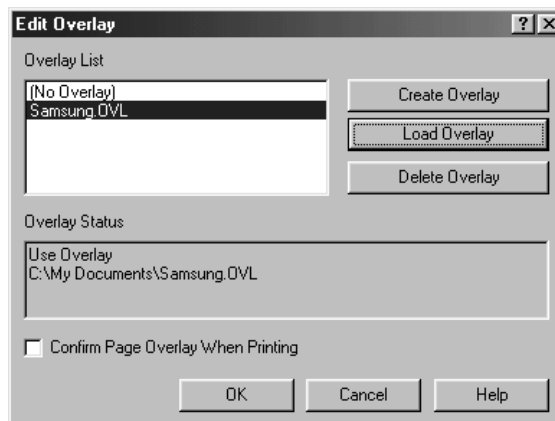 Edit Overlay
Overlay List
(No Overlay)
Samsung.OVL
Create Overlay
Load Overlay
Delete Overlay
Overlay Status
Use Overlay
C:\My Documents\Samsung.OVL
Confirm Page Overlay When Printing
OK
Cancel
Help